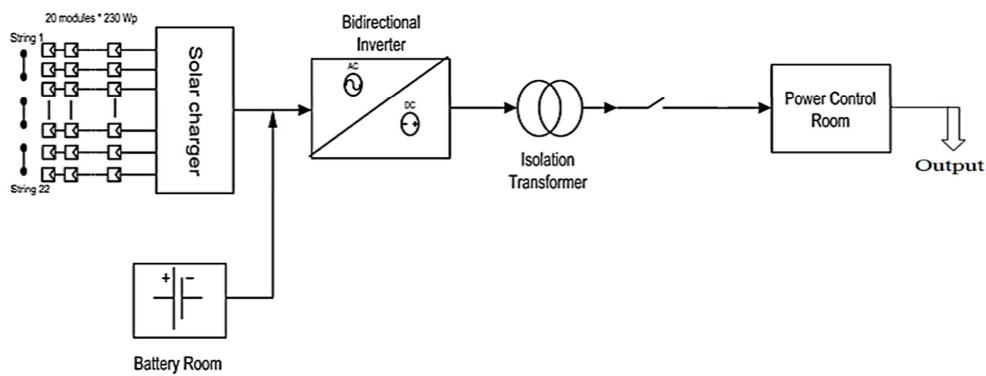 20 modules * 230 Wp
String 1
String 22
Solar charger
Bidirectional
Inverter
AC
DC
Isolation
Transformer
Power Control
Room
Output
+ −
Battery Room